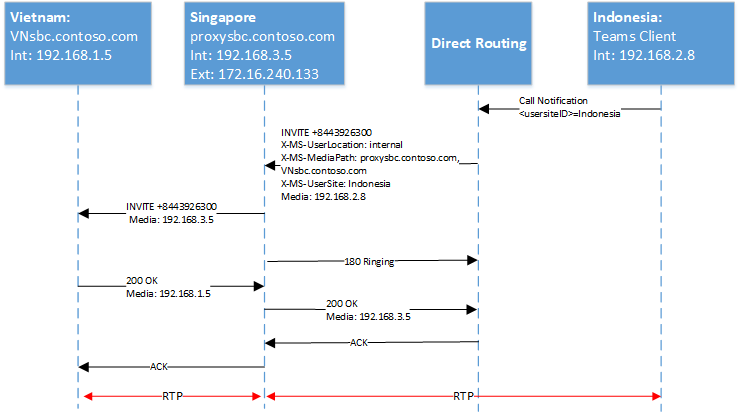 Vietnam:
VNsbc.contoso.com
Int: 192.168.1.5
Singapore
proxysbc.contoso.com
Int: 192.168.3.5
Ext: 172.16.240.133
Direct Routing
Indonesia:
Teams Client
Int: 192.168.2.8
Call Notification
<usersiteID>=Indonesia
INVITE +8443926300
X-MS-UserLocation: internal
X-MS-MediaPath: proxysbc.contoso.com,
VNsbc.contoso.com
X-MS-UserSite: Indonesia
Media: 192.168.2.8
INVITE +8443926300
Media: 192.168.3.5
180 Ringing
200 OK
Media: 192.168.1.5
200 OK
Media: 192.168.3.5
ACK
ACK
RTP
RTP